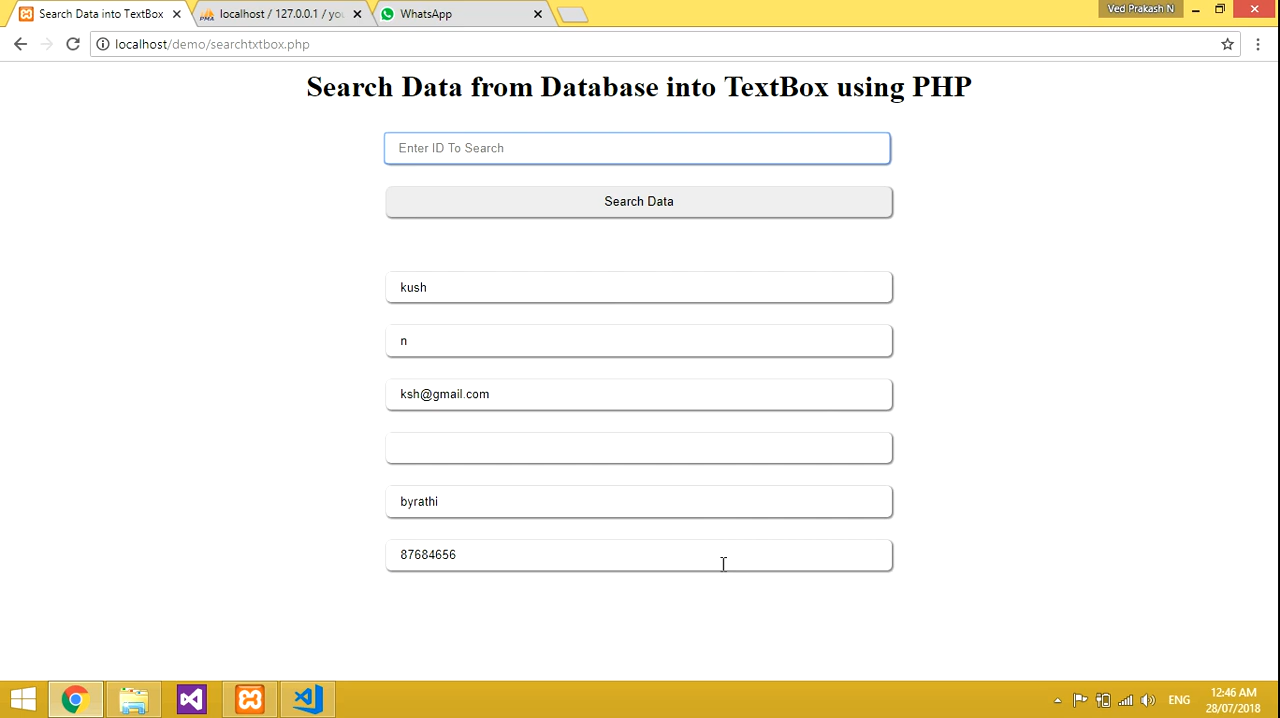 Search Data into TextBox
localhost / 127.0.0.1 / you
WhatsApp
Ved Prakash N
localhost/demo/searchtxtbox.php
Search Data from Database into TextBox using PHP
Enter ID To Search
Search Data
kush
n
ksh@gmail.com
byrathi
87684656
ENG
12:46 AM
28/07/2018